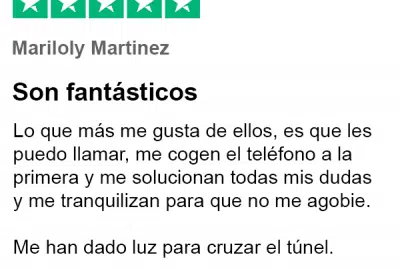 Mariloly Martinez
Son fantásticos
Lo que más me gusta de ellos, es que les
puedo llamar, me cogen el teléfono a la
primera y me solucionan todas mis dudas
y me tranquilizan para que no me agobie.
Me han dado luz para cruzar el túnel.